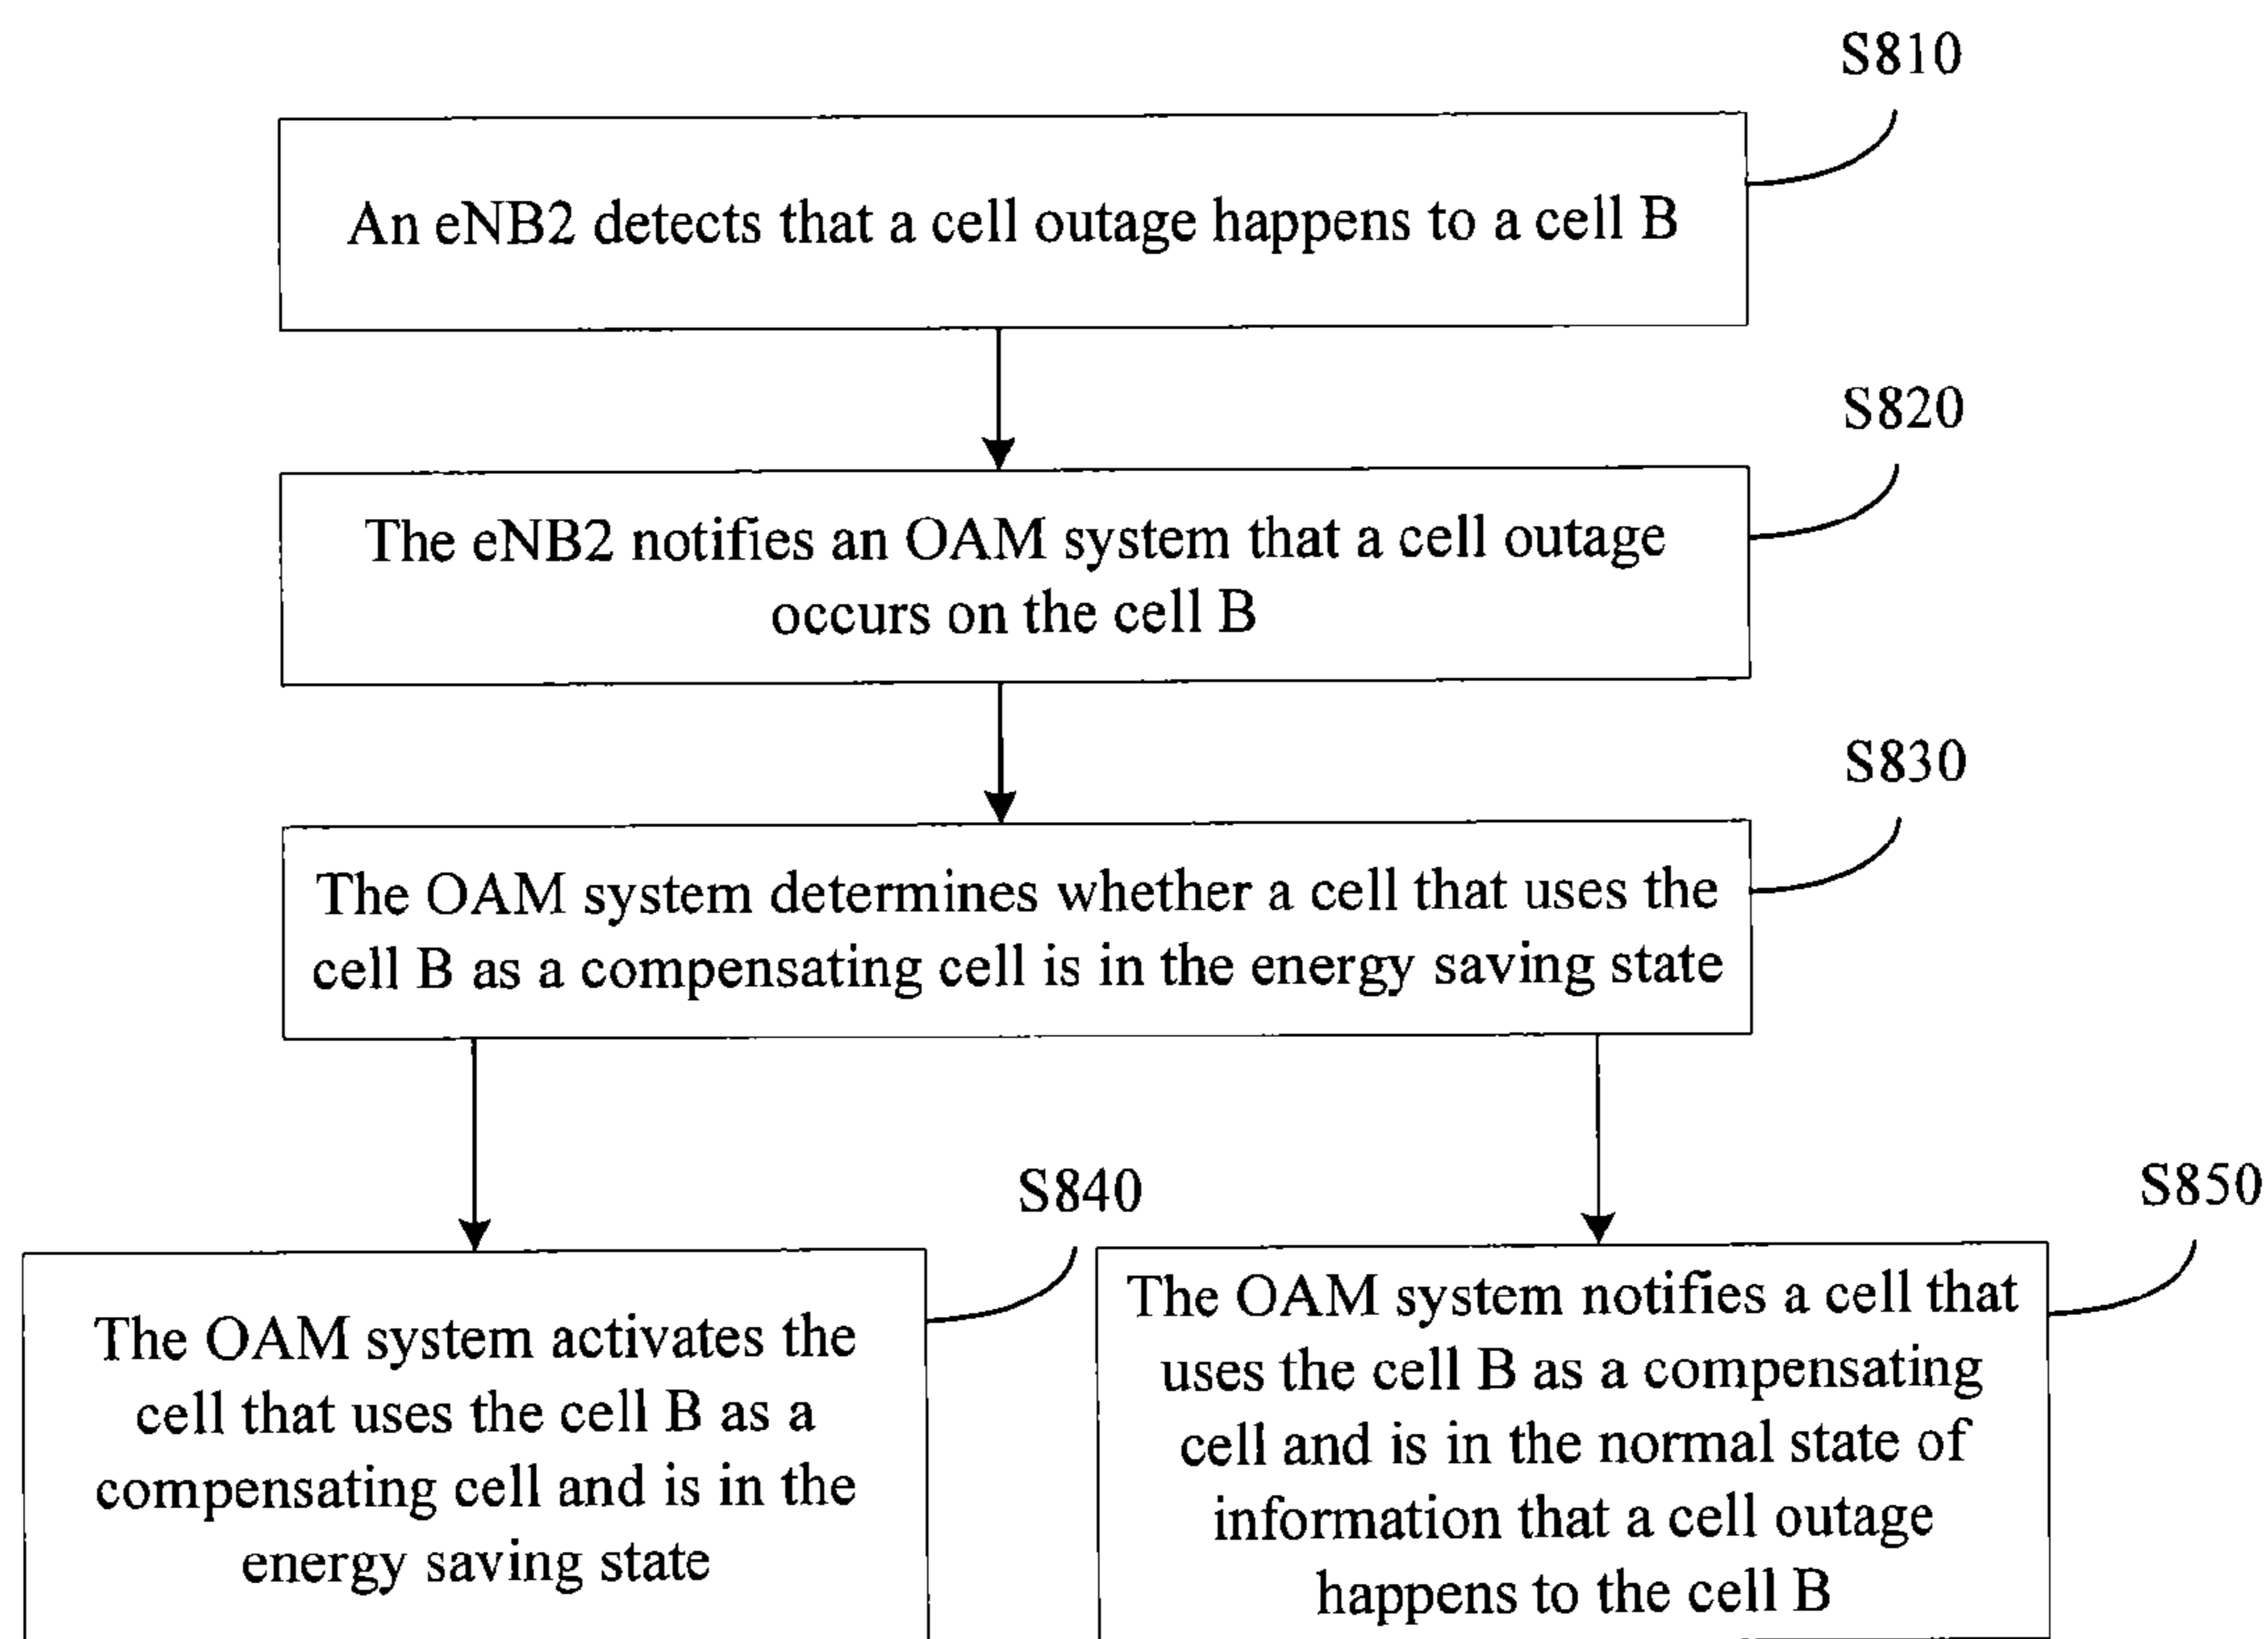 S810
An eNB2 detects that a cell outage happens to a cell B
S820
The eNB2 notifies an OAM system that a cell outage
occurs on the cell B
S830
The OAM system determines whether a cell that uses the
cell B as a compensating cell is in the energy saving state
S840
The OAM system activates the
cell that uses the cell B as a
compensating cell and is in the
energy saving state
S850
The OAM system notifies a cell that
uses the cell B as a compensating
cell and is in the normal state of
information that a cell outage
happens to the cell B